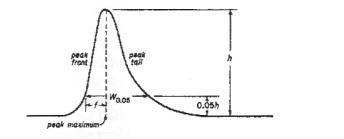 peak
front
peak
tail
h
W0.05
f
0.05h
peak maximum